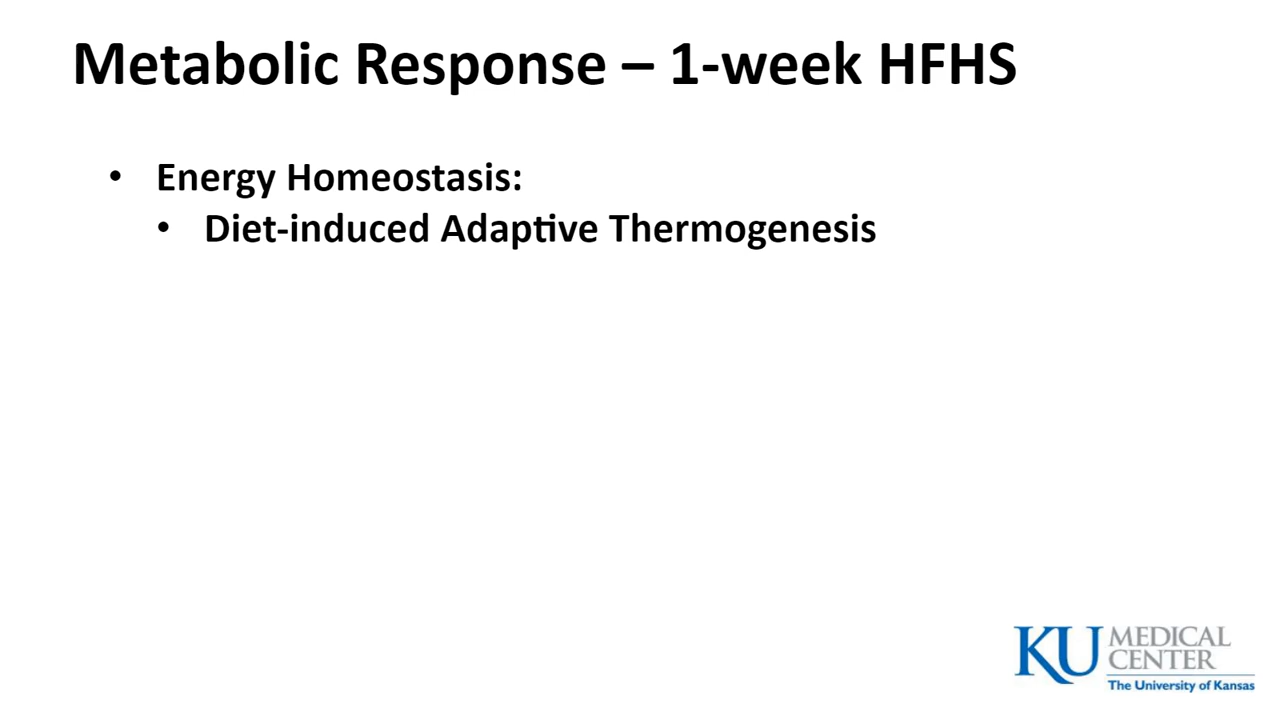 Metabolic Response – 1-week HFHS
• Energy Homeostasis:
• Diet-induced Adaptive Thermogenesis
KU MEDICAL
CENTER
The University of Kansas